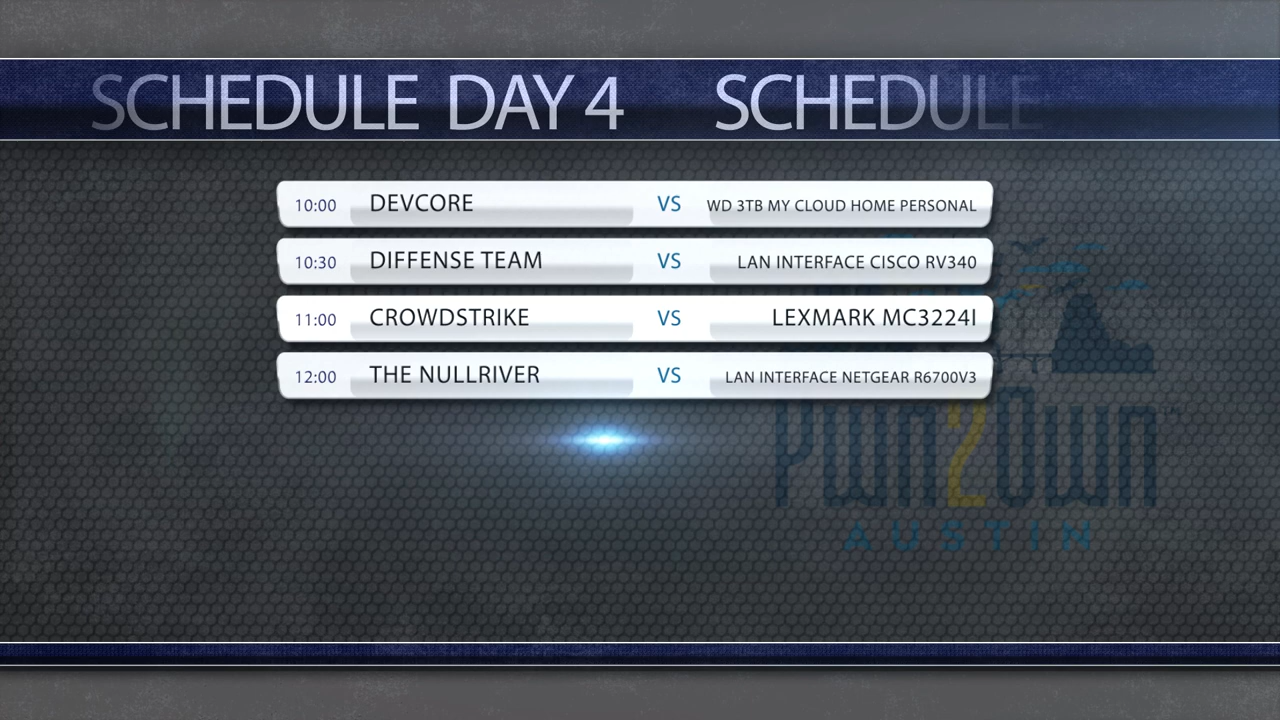 SCHEDULE DAY 4 SCHEDULE
10:00 DEVCORE VS WD 3TB MY CLOUD HOME PERSONAL
10:30 DIFFENSE TEAM VS LAN INTERFACE CISCO RV340
11:00 CROWDSTRIKE VS LEXMARK MC3224I
12:00 THE NULLRIVER VS LAN INTERFACE NETGEAR R6700V3
Pwn2Own™
AUSTIN